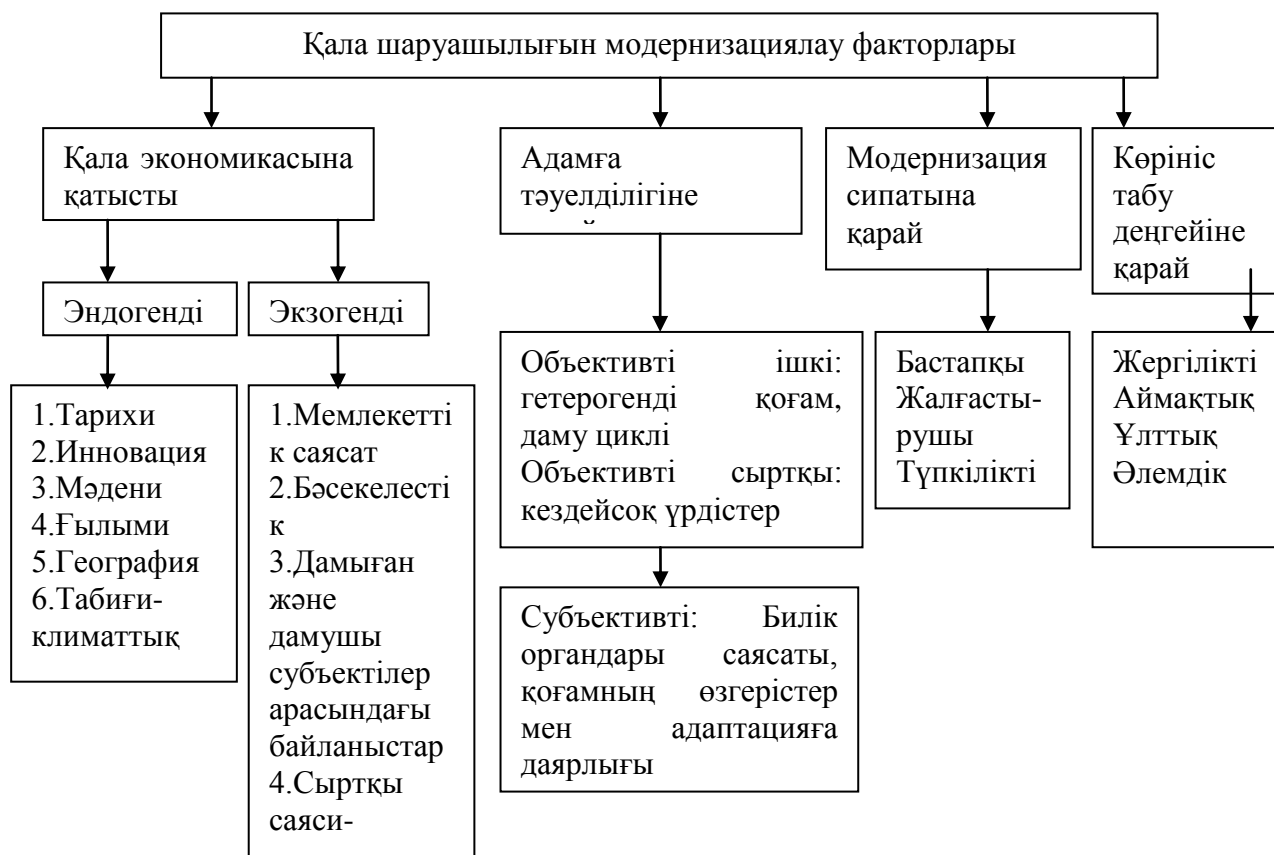 Қала шаруашылығын модернизациялау факторлары
Қала экономикасына
қатысты
Адамға
тәуелділігіне
Модернизация
сипатына
қарай
Көрініс
табу
деңгейіне
қарай
Эндогенді
Экзогенді
1.Тарихи
2.Инновация
3.Мәдени
4.Ғылыми
5.География
6.Табиғи-
климаттық
1.Мемлекетті
к саясат
2.Бәсекелесті
к
3.Дамыған
және
дамушы
субъектілер
арасындағы
байланыстар
4.Сыртқы
саяси-
Объективті ішкі:
гетерогенді қоғам,
даму циклі
Объективті сыртқы:
кездейсоқ үрдістер
Субъективті: Билік
органдары саясаты,
қоғамның өзгерістер
мен адаптацияға
даярлығы
Бастапқы
Жалғасты-
рушы
Түпкілікті
Жергілікті
Аймақтық
Ұлттық
Әлемдік